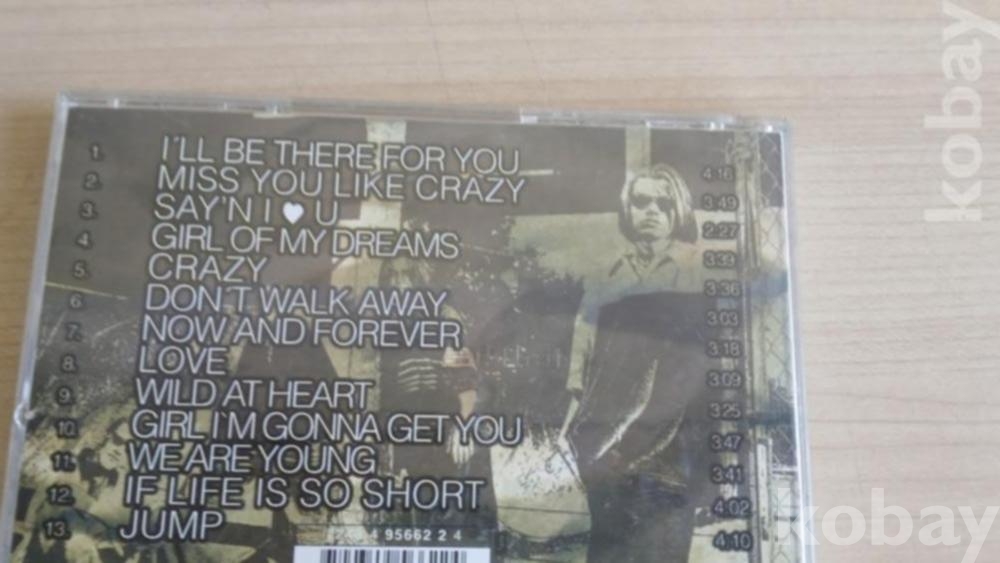 1. I'LL BE THERE FOR YOU 4:16
2. MISS YOU LIKE CRAZY 3:49
3. SAY'N I ♥ U 2:27
4. GIRL OF MY DREAMS 3:39
5. CRAZY 3:36
6. DON'T WALK AWAY 3:03
7. NOW AND FOREVER 3:18
8. LOVE 3:09
9. WILD AT HEART 3:25
10. GIRL I'M GONNA GET YOU 3:47
11. WE ARE YOUNG 3:41
12. IF LIFE IS SO SHORT 4:02
13. JUMP 4:10
4 95662 2 4
kobay
kobay